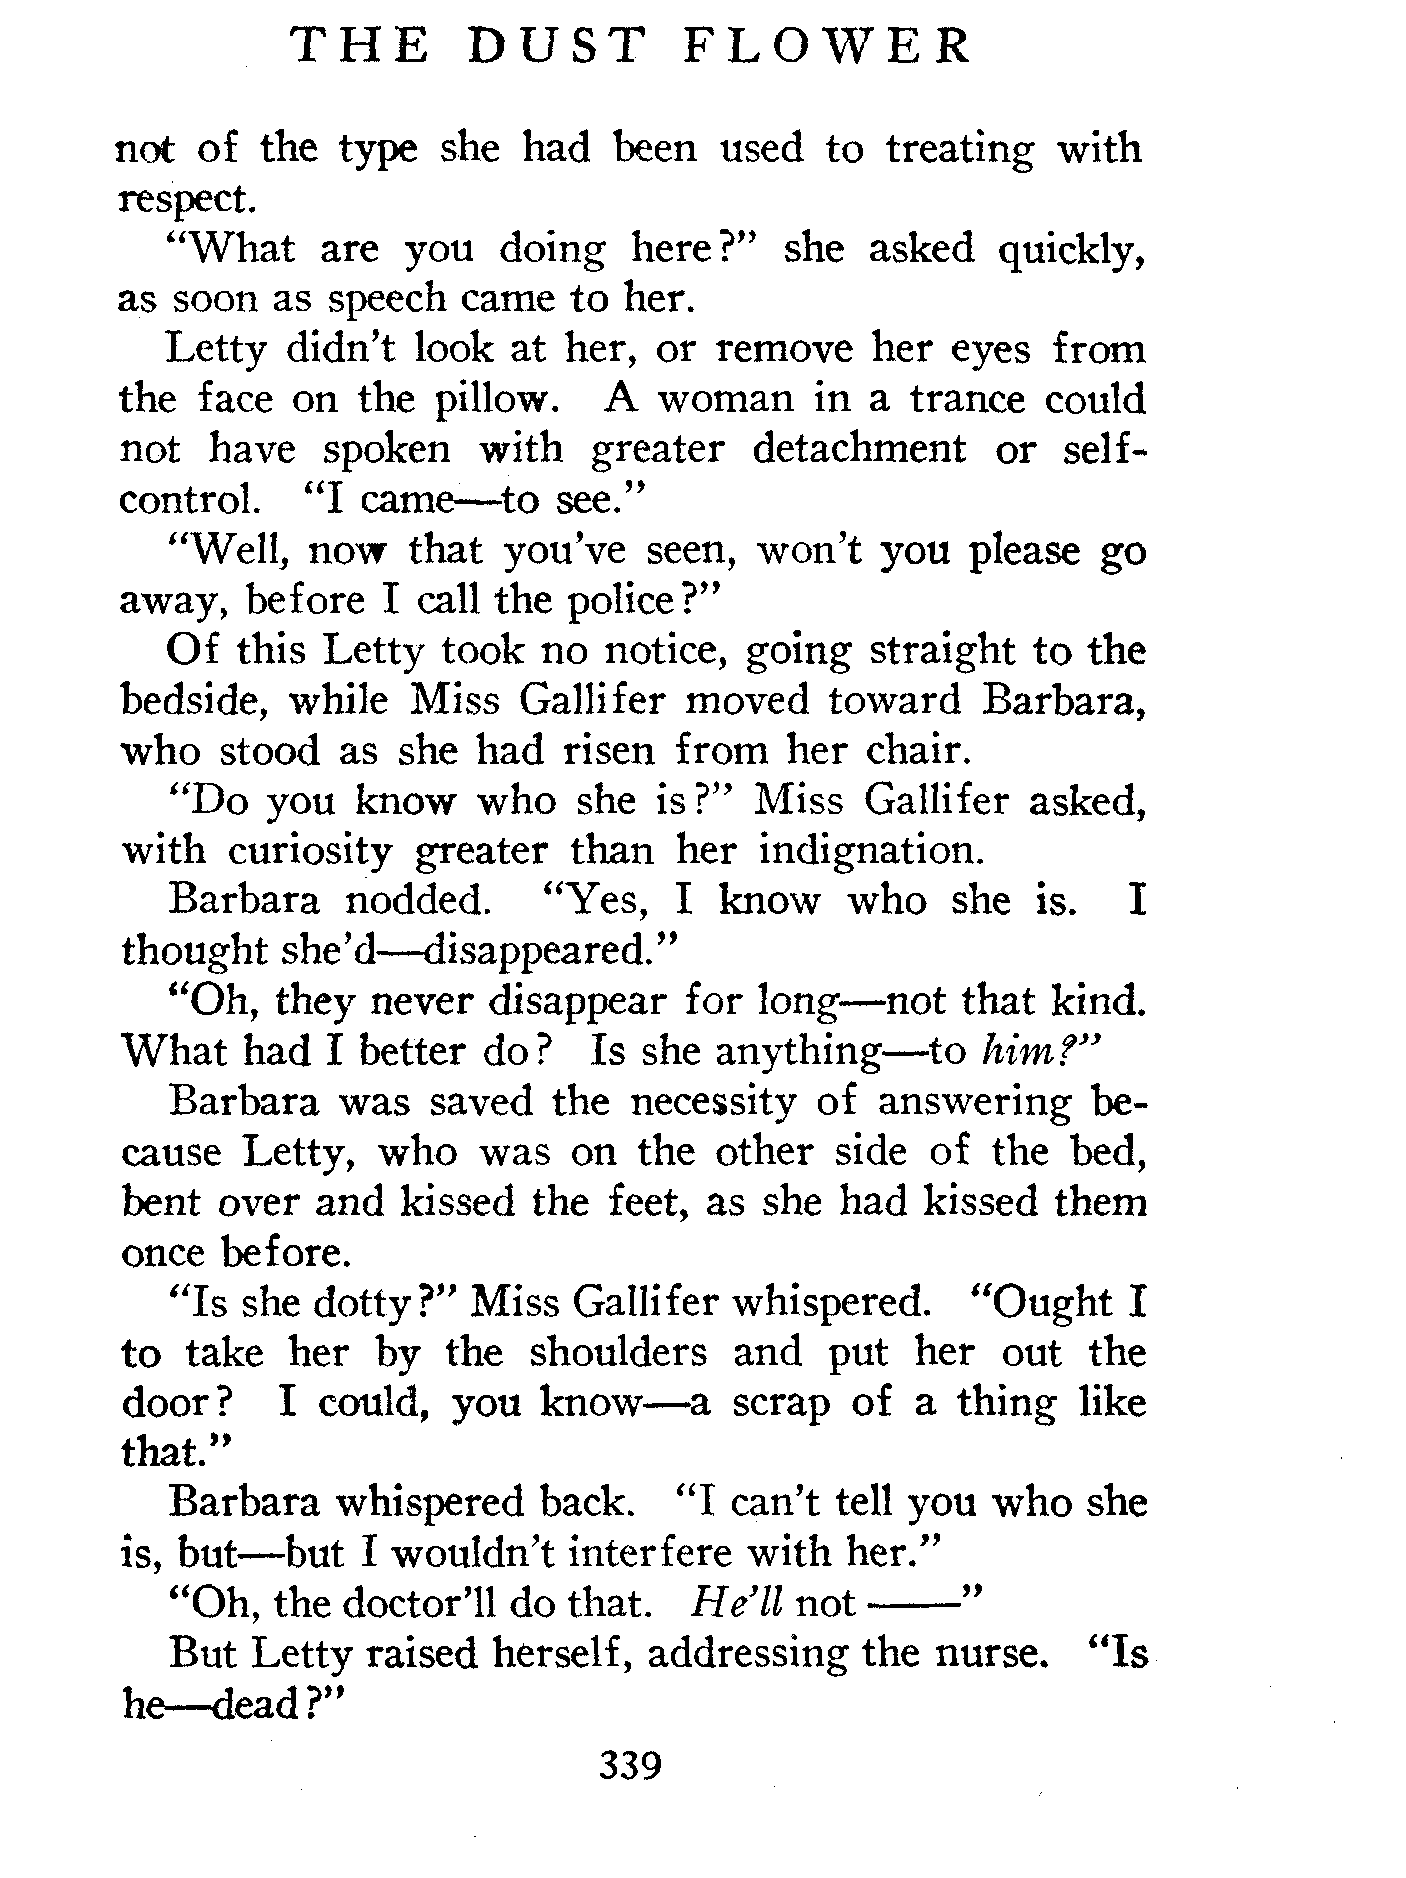 THE DUST FLOWER
not of the type she had been used to treating with
respect.
“What are you doing here?” she asked quickly,
as soon as speech came to her.
Letty didn’t look at her, or remove her eyes from
the face on the pillow. A woman in a trance could
not have spoken with greater detachment or self-
control. “I came—to see.”
“Well, now that you’ve seen, won’t you please go
away, before I call the police?”
Of this Letty took no notice, going straight to the
bedside, while Miss Gallifer moved toward Barbara,
who stood as she had risen from her chair.
“Do you know who she is?” Miss Gallifer asked,
with curiosity greater than her indignation.
Barbara nodded. “Yes, I know who she is. I
thought she’d—disappeared.”
“Oh, they never disappear for long—not that kind.
What had I better do? Is she anything—to him?”
Barbara was saved the necessity of answering be-
cause Letty, who was on the other side of the bed,
bent over and kissed the feet, as she had kissed them
once before.
“Is she dotty?” Miss Gallifer whispered. “Ought I
to take her by the shoulders and put her out the
door? I could, you know—a scrap of a thing like
that.”
Barbara whispered back. “I can’t tell you who she
is, but—but I wouldn’t interfere with her.”
“Oh, the doctor’ll do that. He’ll not ——”
But Letty raised herself, addressing the nurse. “Is
he—dead?”
339